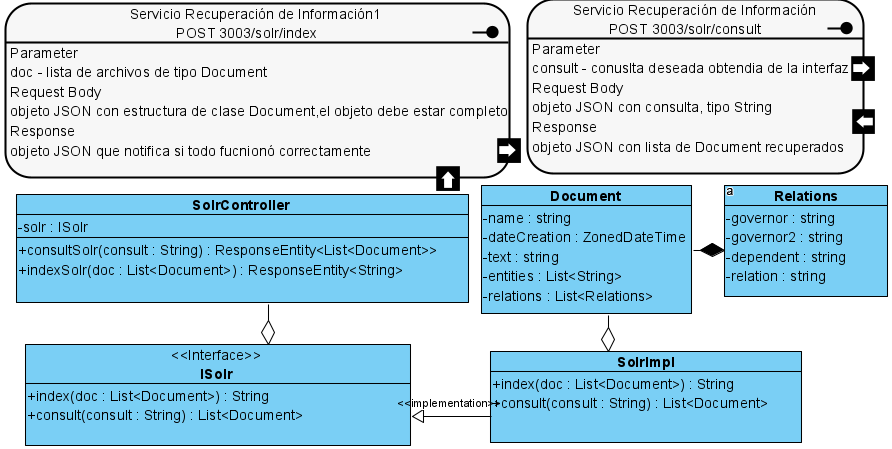 Servicio Recuperación de Información1
POST 3003/solr/index
Parameter
doc - lista de archivos de tipo Document
Request Body
objeto JSON con estructura de clase Document,el objeto debe estar completo
Response
objeto JSON que notifica si todo fucnionó correctamente
Servicio Recuperación de Información
POST 3003/solr/consult
Parameter
consult - conuslta deseada obtendia de la interfaz
Request Body
objeto JSON con consulta, tipo String
Response
objeto JSON con lista de Document recuperados
SolrController
-solr : ISolr
+consultSolr(consult : String) : ResponseEntity<List<Document>>
+indexSolr(doc : List<Document>) : ResponseEntity<String>
Document
-name : string
-dateCreation : ZonedDateTime
-text : string
-entities : List<String>
-relations : List<Relations>
a
Relations
-governor : string
-governor2 : string
-dependent : string
-relation : string
<<Interface>>
ISolr
+index(doc : List<Document>) : String
+consult(consult : String) : List<Document>
<<implementation>>
SolrImpl
+index(doc : List<Document>) : String
+consult(consult : String) : List<Document>